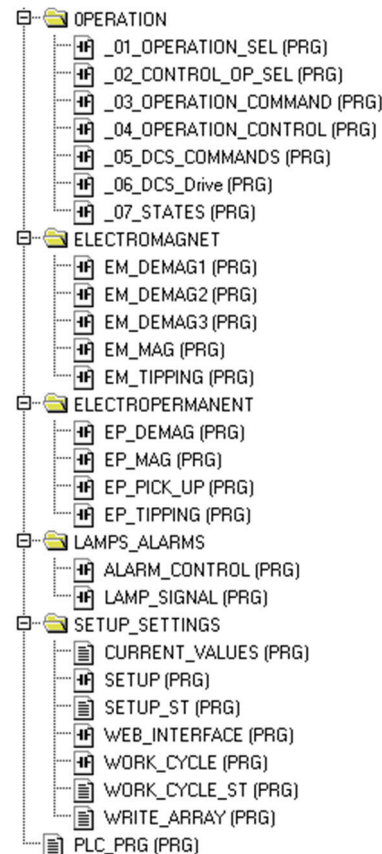 OPERATION
_01_OPERATION_SEL (PRG)
_02_CONTROL_OP_SEL (PRG)
_03_OPERATION_COMMAND (PRG)
_04_OPERATION_CONTROL (PRG)
_05_DCS_COMMANDS (PRG)
_06_DCS_Drive (PRG)
_07_STATES (PRG)
ELECTROMAGNET
EM_DEMAG1 (PRG)
EM_DEMAG2 (PRG)
EM_DEMAG3 (PRG)
EM_MAG (PRG)
EM_TIPPING (PRG)
ELECTROPERMANENT
EP_DEMAG (PRG)
EP_MAG (PRG)
EP_PICK_UP (PRG)
EP_TIPPING (PRG)
LAMPS_ALARMS
ALARM_CONTROL (PRG)
LAMP_SIGNAL (PRG)
SETUP_SETTINGS
CURRENT_VALUES (PRG)
SETUP (PRG)
SETUP_ST (PRG)
WEB_INTERFACE (PRG)
WORK_CYCLE (PRG)
WORK_CYCLE_ST (PRG)
WRITE_ARRAY (PRG)
PLC_PRG (PRG)